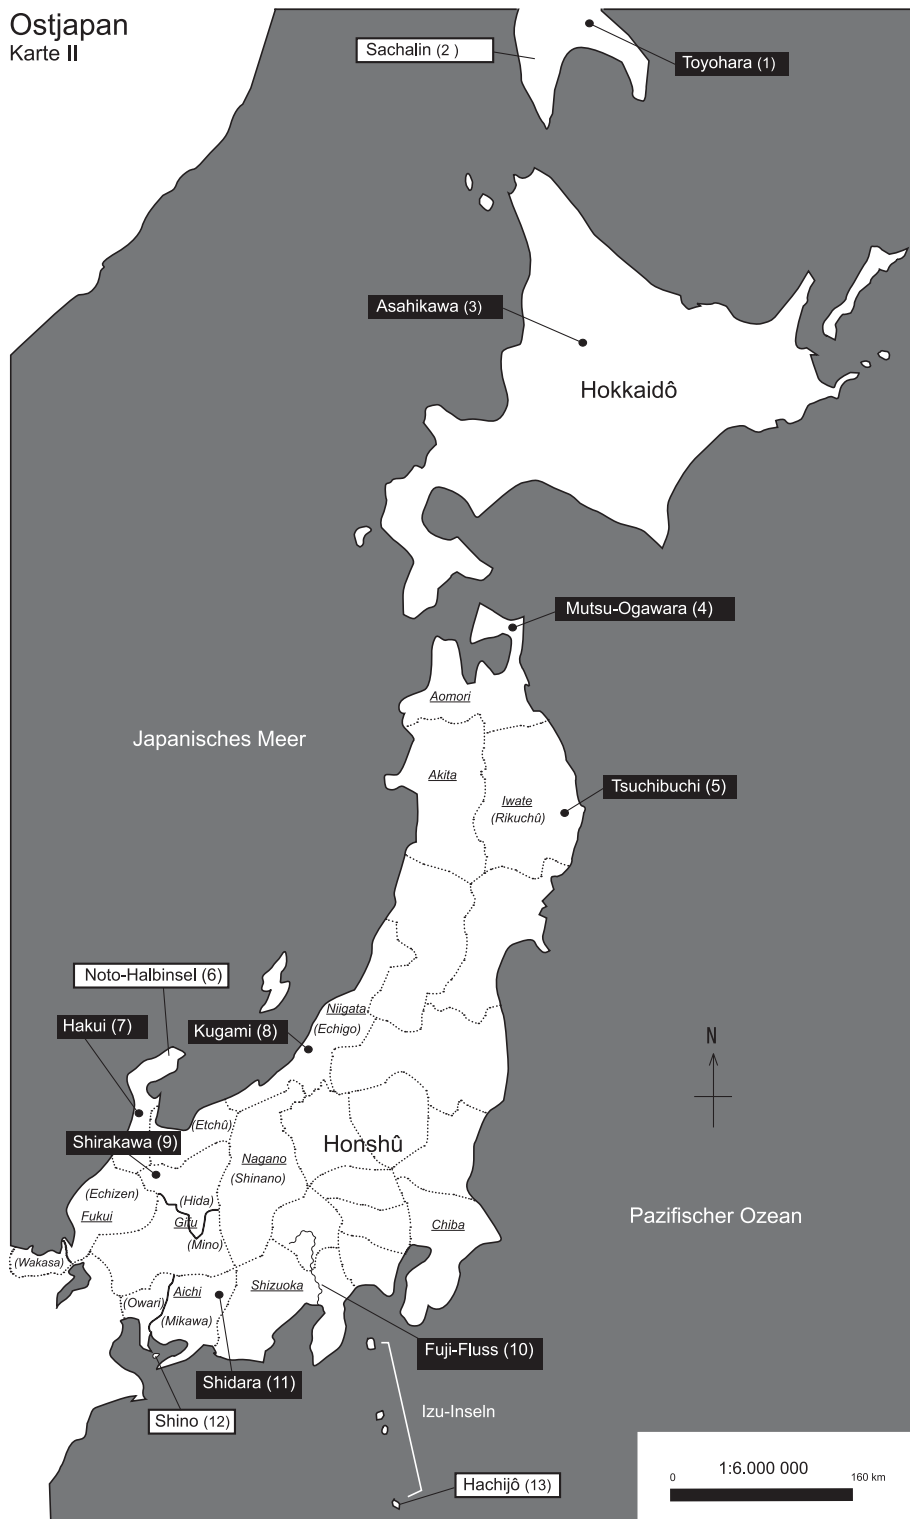 Ostjapan
Karte II
Sachalin (2)
Toyohara (1)
Asahikawa (3)
Hokkaidô
Mutsu-Ogawara (4)
Aomori
Japanisches Meer
Akita
Tsuchibuchi (5)
Iwate
(Rikuchû)
Noto-Halbinsel (6)
Niigata
(Echigo)
Hakui (7)
Kugami (8)
N
(Etchû)
Shirakawa (9)
Honshû
Nagano
(Shinano)
(Echizen)
Fukui
(Hida)
Gifu
(Mino)
Chiba
Pazifischer Ozean
(Wakasa)
Shizuoka
Aichi
(Owari)
(Mikawa)
Fuji-Fluss (10)
Shidara (11)
Shino (12)
Izu-Inseln
Hachijô (13)
1:6.000 000
0
160 km